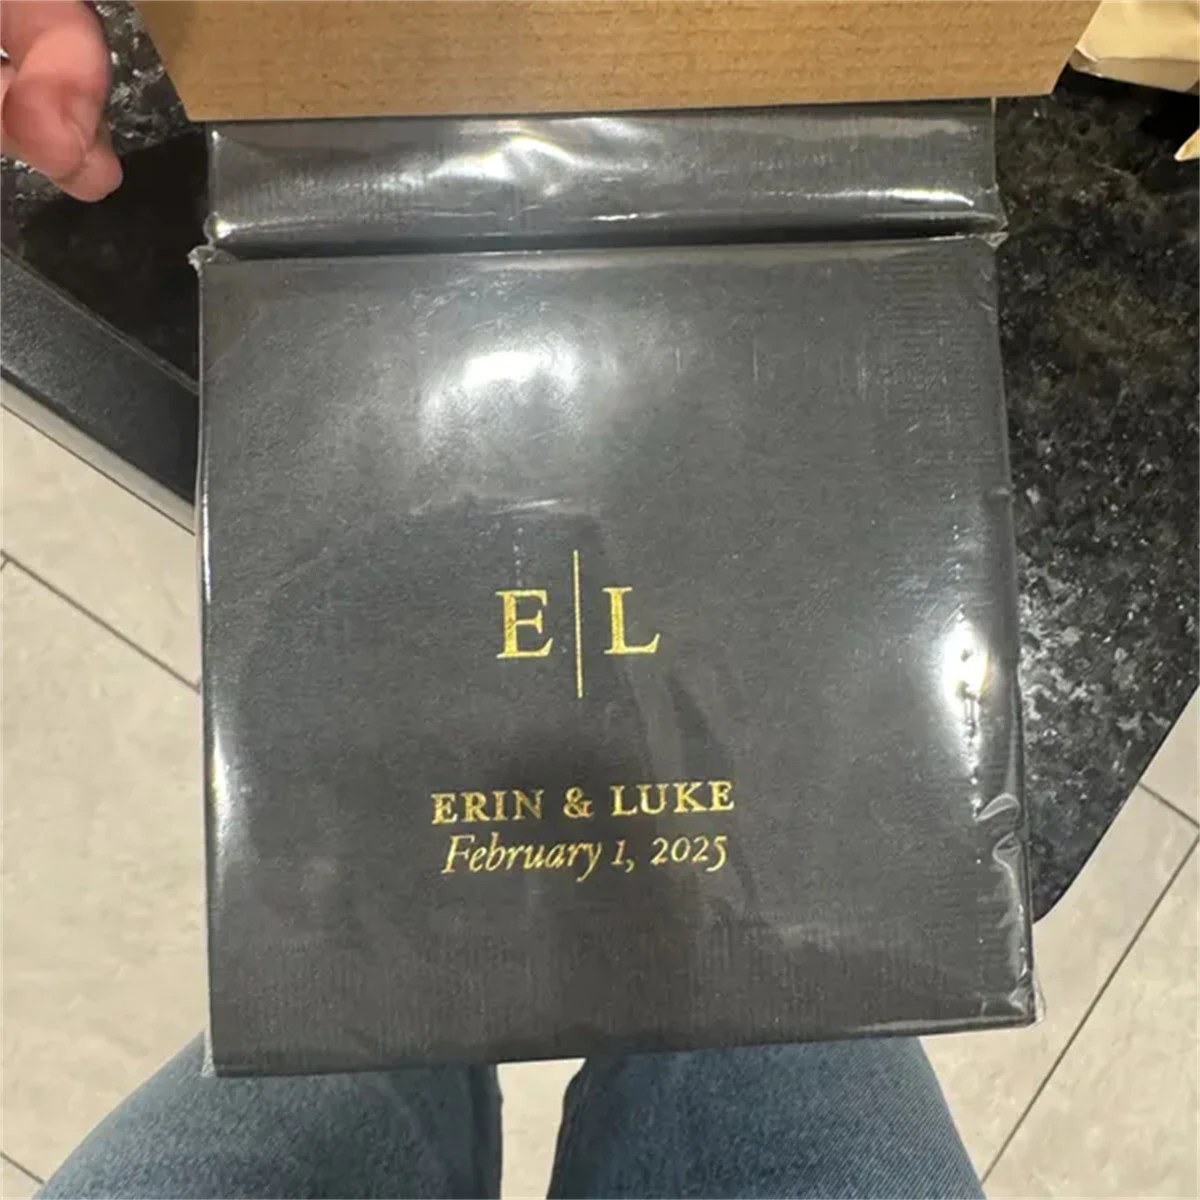 E | L
ERIN & LUKE
February 1, 2025